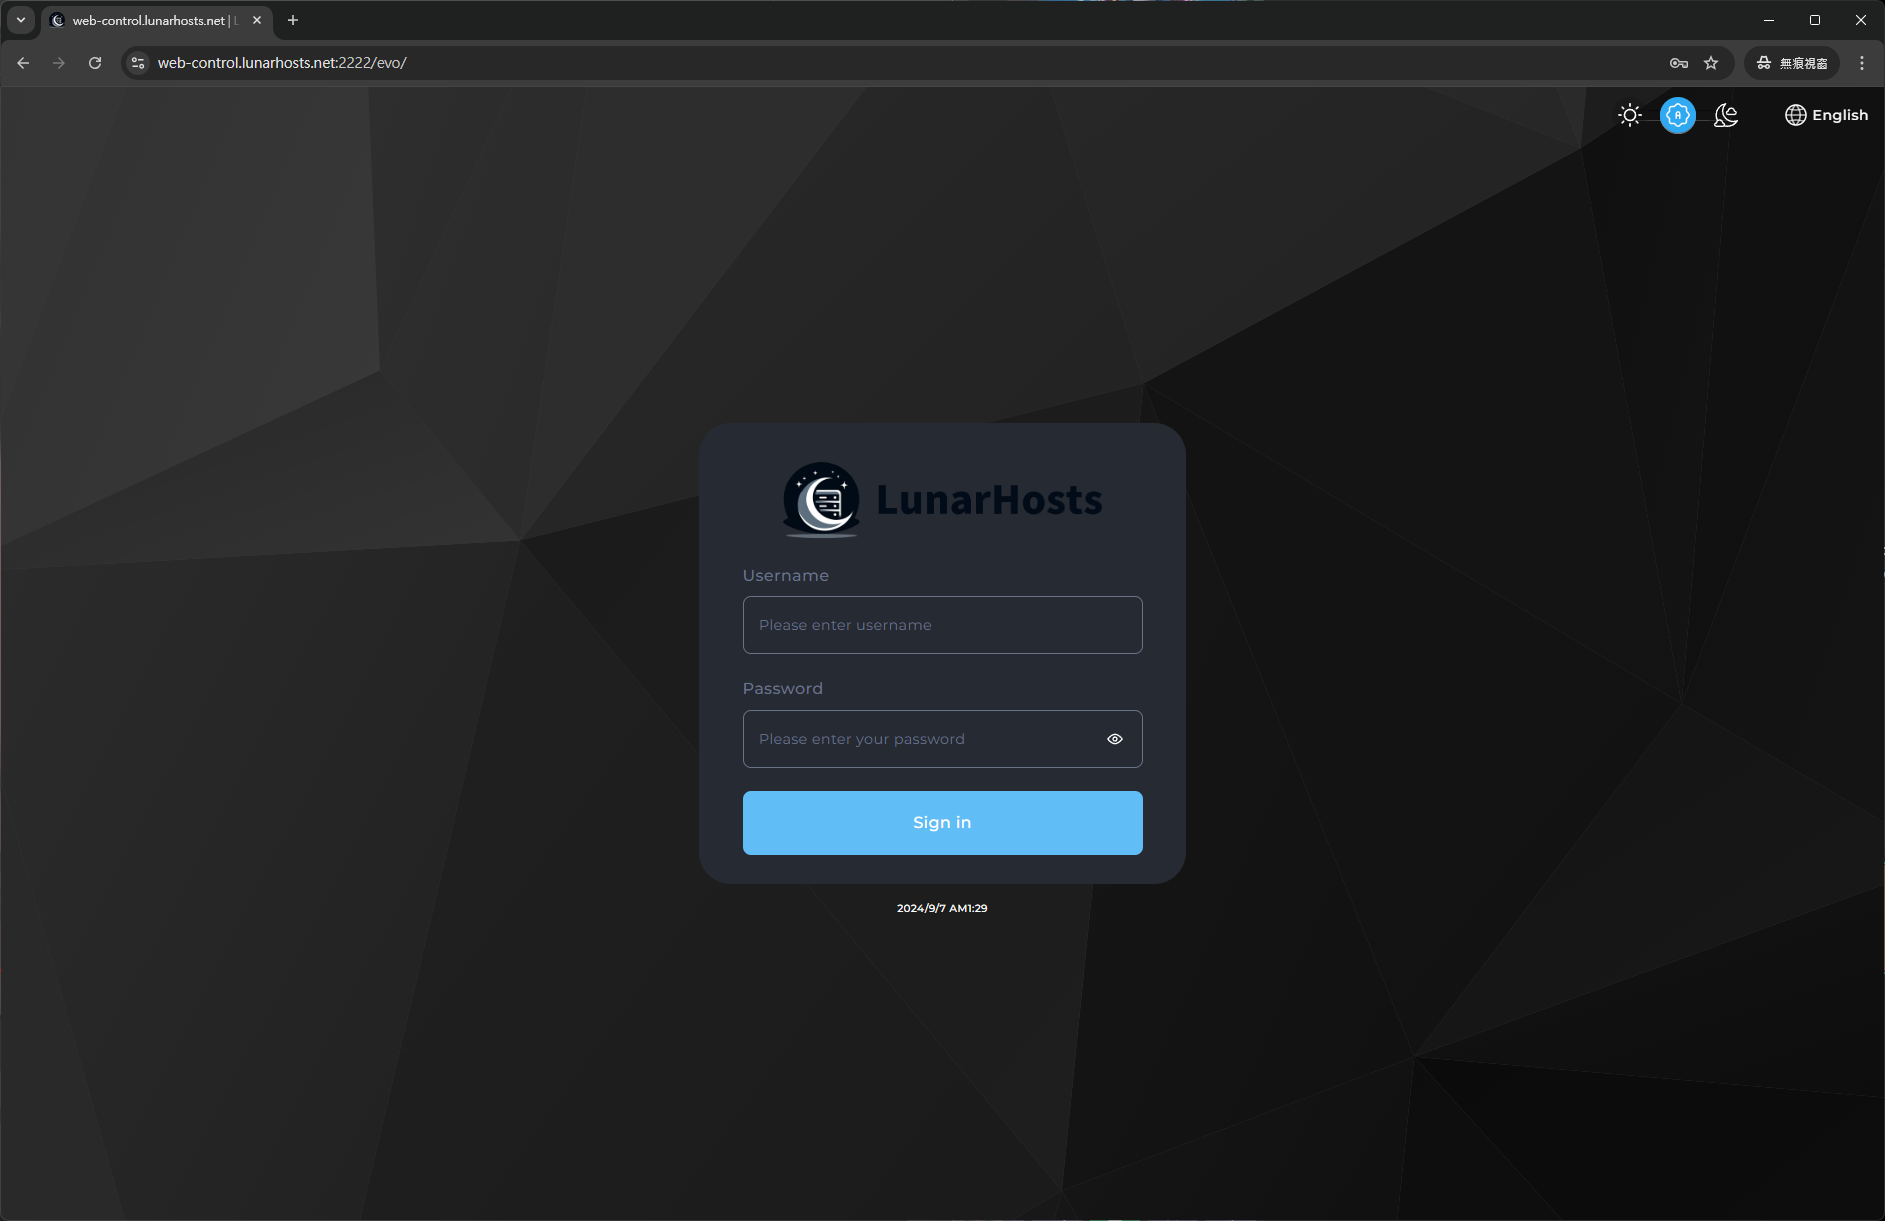 web-control.lunarhosts.net | L
web-control.lunarhosts.net:2222/evo/
無痕視窗
English
LunarHosts
Username
Please enter username
Password
Please enter your password
Sign in
2024/9/7 AM1:29